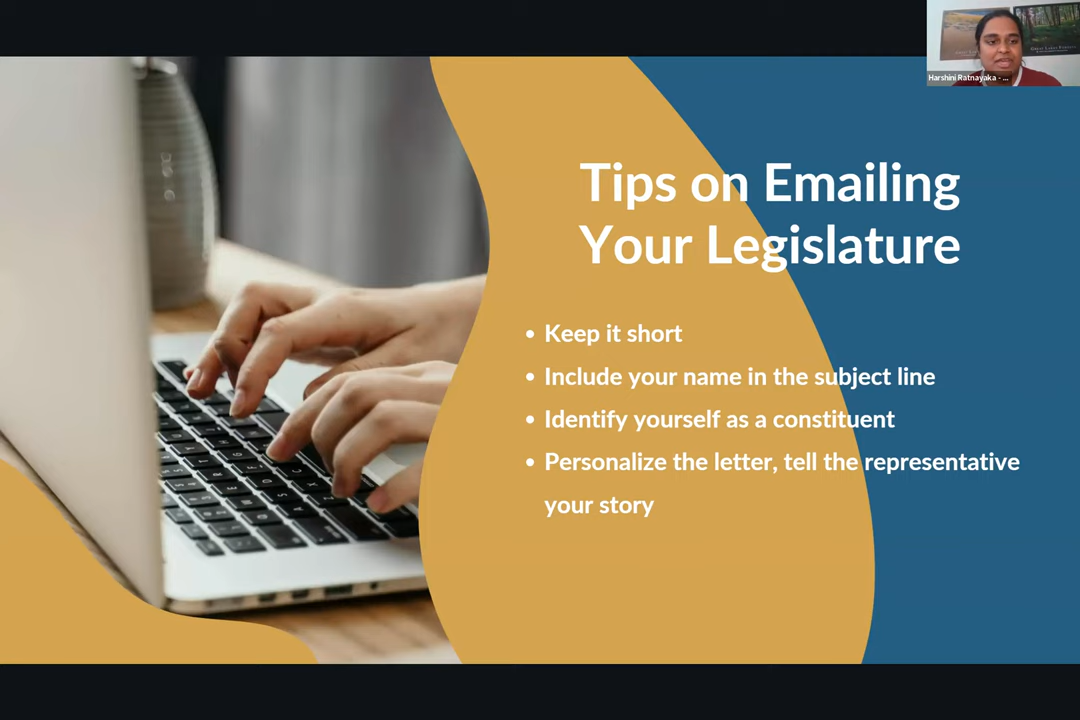 Harshini Ratnayaka - ...
Tips on Emailing
Your Legislature
• Keep it short
• Include your name in the subject line
• Identify yourself as a constituent
• Personalize the letter, tell the representative
your story